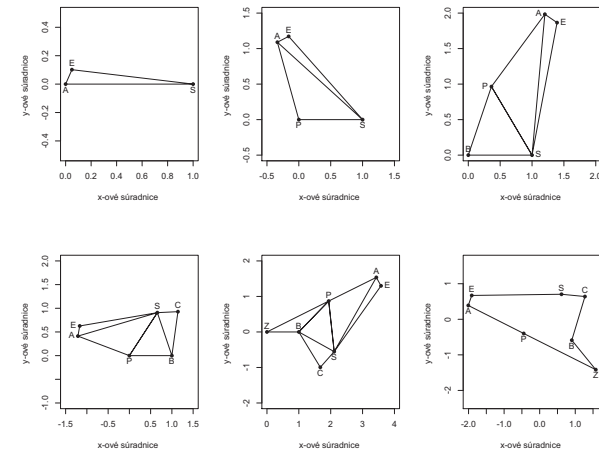 A E S
0.0 0.2 0.4 0.6 0.8 1.0
-0.4 -0.2 0.0 0.2 0.4
x-ové súradnice
y-ové súradnice
A E P S
-0.5 0.0 0.5 1.0 1.5
-0.5 0.0 0.5 1.0 1.5
x-ové súradnice
y-ové súradnice
A E P B S
0.0 0.5 1.0 1.5 2.0
0.0 0.5 1.0 1.5 2.0
x-ové súradnice
y-ové súradnice
E A S C P B
-1.5 -0.5 0.5 1.0 1.5
-1.0 0.0 0.5 1.0 1.5 2.0
x-ové súradnice
y-ové súradnice
A E P Z B S C
0 1 2 3 4
-2 -1 0 1 2
x-ové súradnice
y-ové súradnice
E A S C P B Z
-2.0 -1.0 0.0 0.5 1.0 1.5
-2 -1 0 1
x-ové súradnice
y-ové súradnice